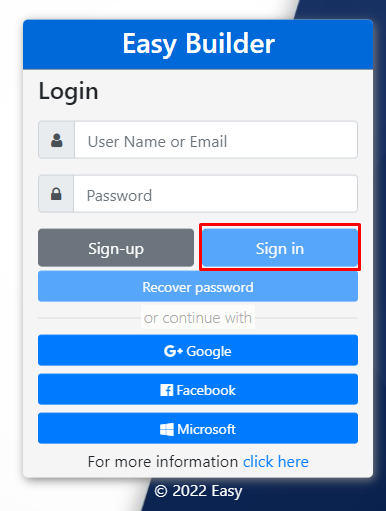 Easy Builder
Login
User Name or Email
Password
Sign-up Sign in
Recover password
or continue with
Google
Facebook
Microsoft
For more information click here
© 2022 Easy